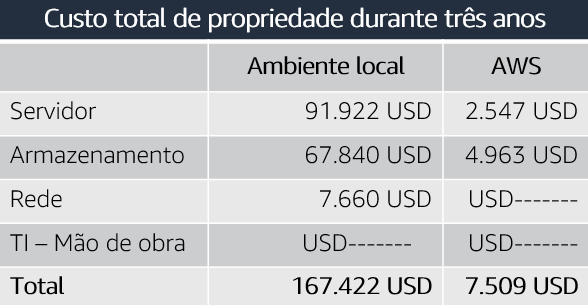 Custo total de propriedade durante três anos
Ambiente local AWS
Servidor 91.922 USD 2.547 USD
Armazenamento 67.840 USD 4.963 USD
Rede 7.660 USD USD-------
TI – Mão de obra USD------- USD-------
Total 167.422 USD 7.509 USD